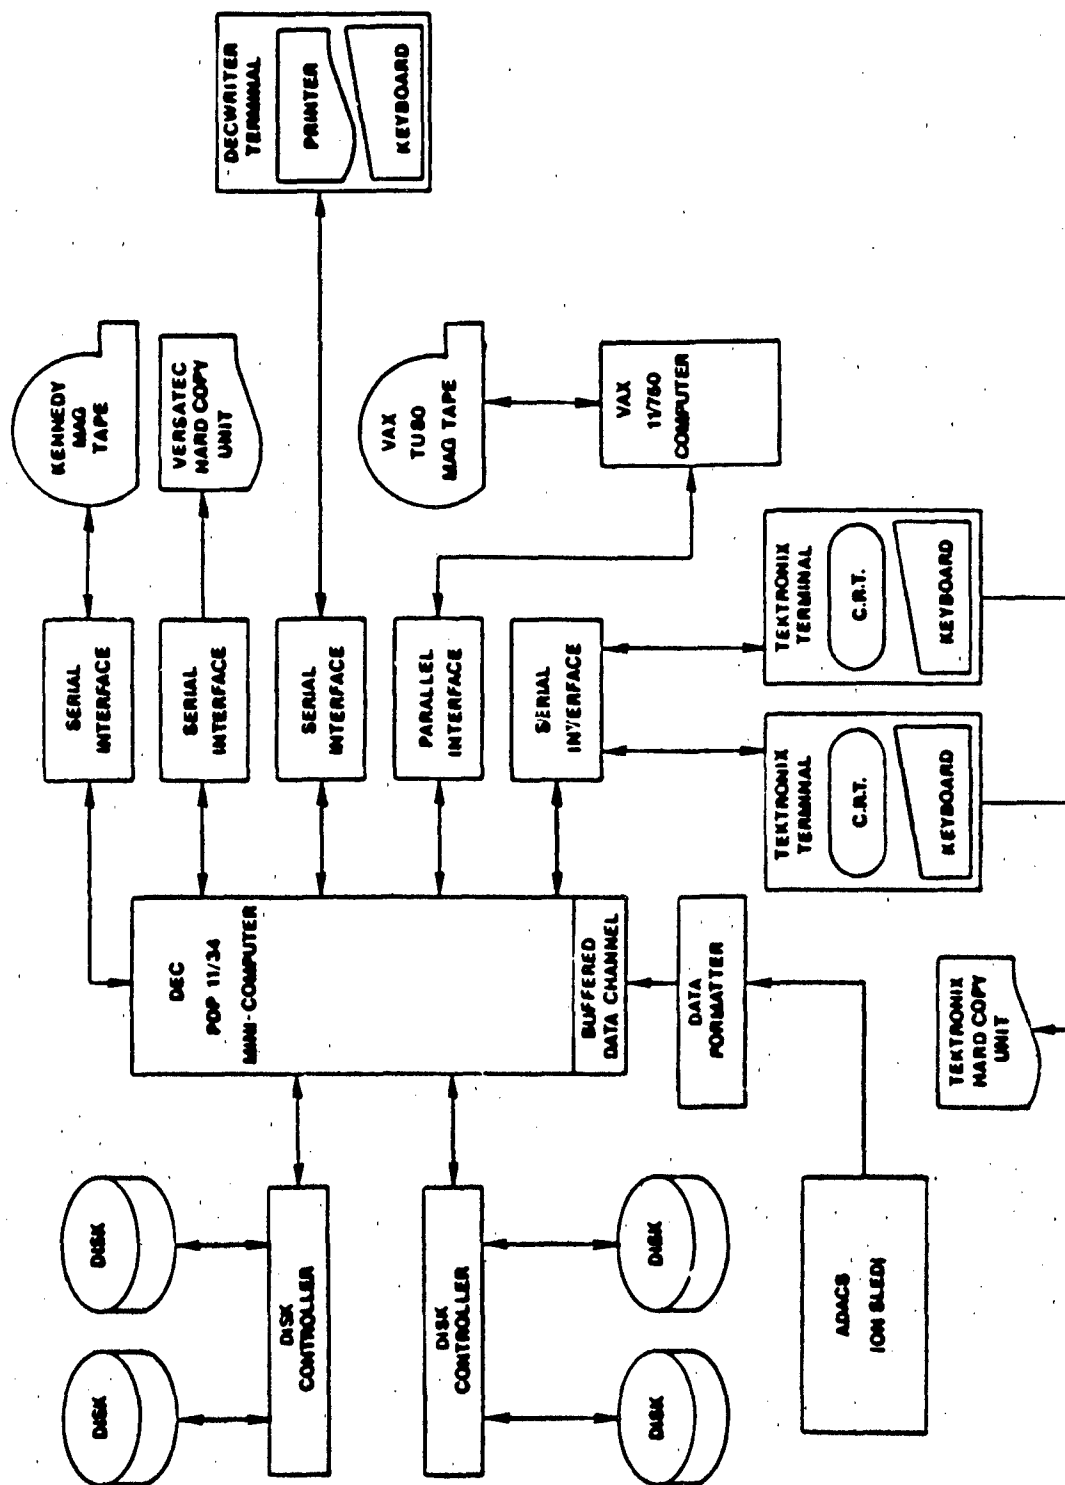 DISK
DISK
DISK
CONTROLLER
DISK
CONTROLLER
DISK
DISK
ADACS
(ON SLED)
DEC
PDP 11/34
MINI-COMPUTER
BUFFERED
DATA CHANNEL
DATA
FORMATTER
TEKTRONIX
HARD COPY
UNIT
SERIAL
INTERFACE
SERIAL
INTERFACE
SERIAL
INTERFACE
PARALLEL
INTERFACE
SERIAL
INTERFACE
TEKTRONIX
TERMINAL
C.R.T.
KEYBOARD
TEKTRONIX
TERMINAL
C.R.T.
KEYBOARD
KENNEDY
MAG
TAPE
VERSATEC
HARD COPY
UNIT
VAX
TU80
MAG TAPE
VAX
11/750
COMPUTER
DECWRITER
TERMINAL
PRINTER
KEYBOARD